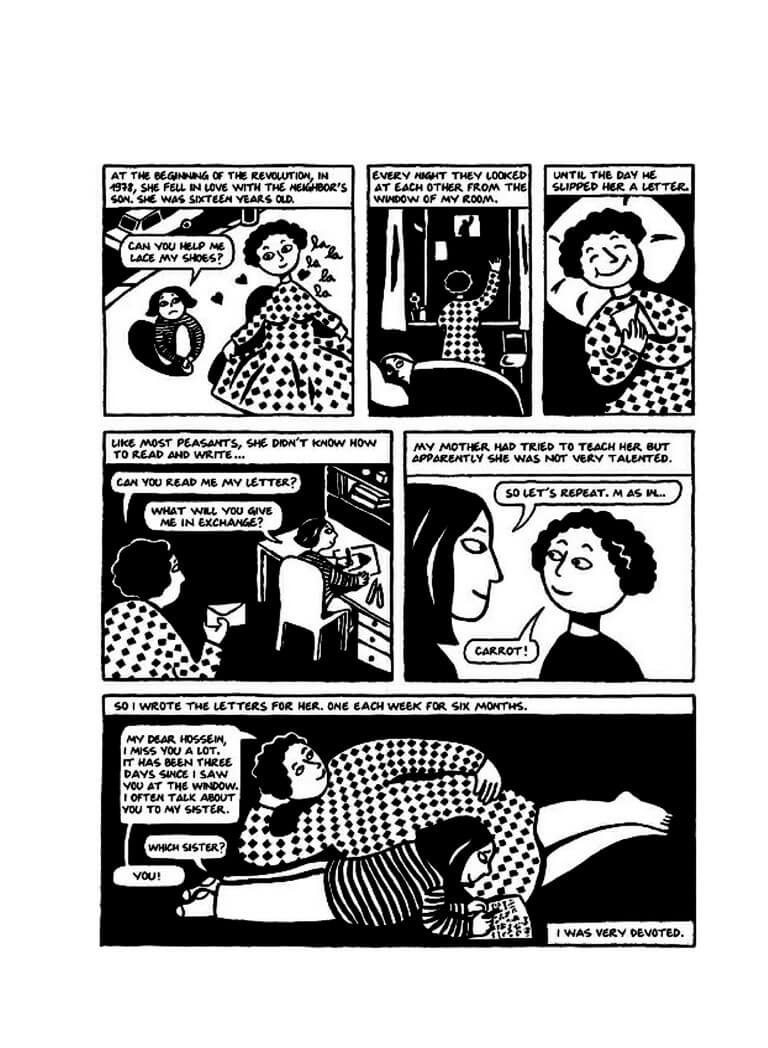 AT THE BEGINNING OF THE REVOLUTION, IN
1978, SHE FELL IN LOVE WITH THE NEIGHBOR'S
SON. SHE WAS SIXTEEN YEARS OLD.
CAN YOU HELP ME
LACE MY SHOES?
la
la
la
la
la
EVERY NIGHT THEY LOOKED
AT EACH OTHER FROM THE
WINDOW OF MY ROOM.
UNTIL THE DAY HE
SLIPPED HER A LETTER.
LIKE MOST PEASANTS, SHE DIDN'T KNOW HOW
TO READ AND WRITE...
CAN YOU READ ME MY LETTER?
WHAT WILL YOU GIVE
ME IN EXCHANGE?
MY MOTHER HAD TRIED TO TEACH HER BUT
APPARENTLY SHE WAS NOT VERY TALENTED.
SO LET'S REPEAT. M AS IN...
CARROT!
SO I WROTE THE LETTERS FOR HER. ONE EACH WEEK FOR SIX MONTHS.
MY DEAR HOSSEIN,
I MISS YOU A LOT.
IT HAS BEEN THREE
DAYS SINCE I SAW
YOU AT THE WINDOW.
I OFTEN TALK ABOUT
YOU TO MY SISTER.
WHICH SISTER?
YOU!
I WAS VERY DEVOTED.